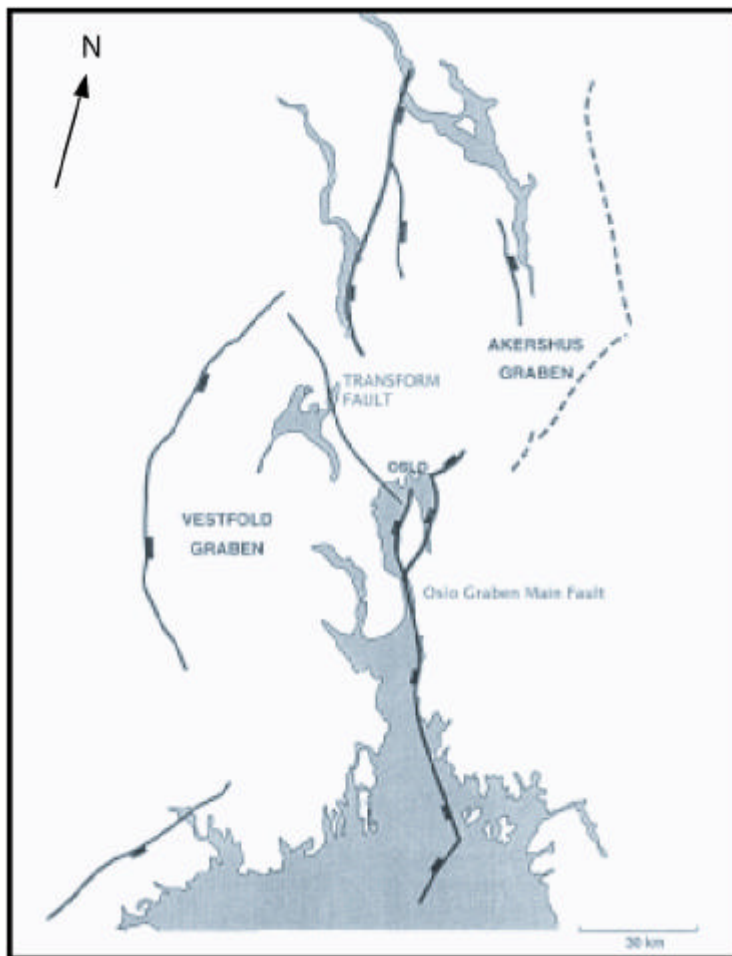 N
AKERSHUS
GRABEN
TRANSFORM
FAULT
OSLO
VESTFOLD
GRABEN
Oslo Graben Main Fault
30 km